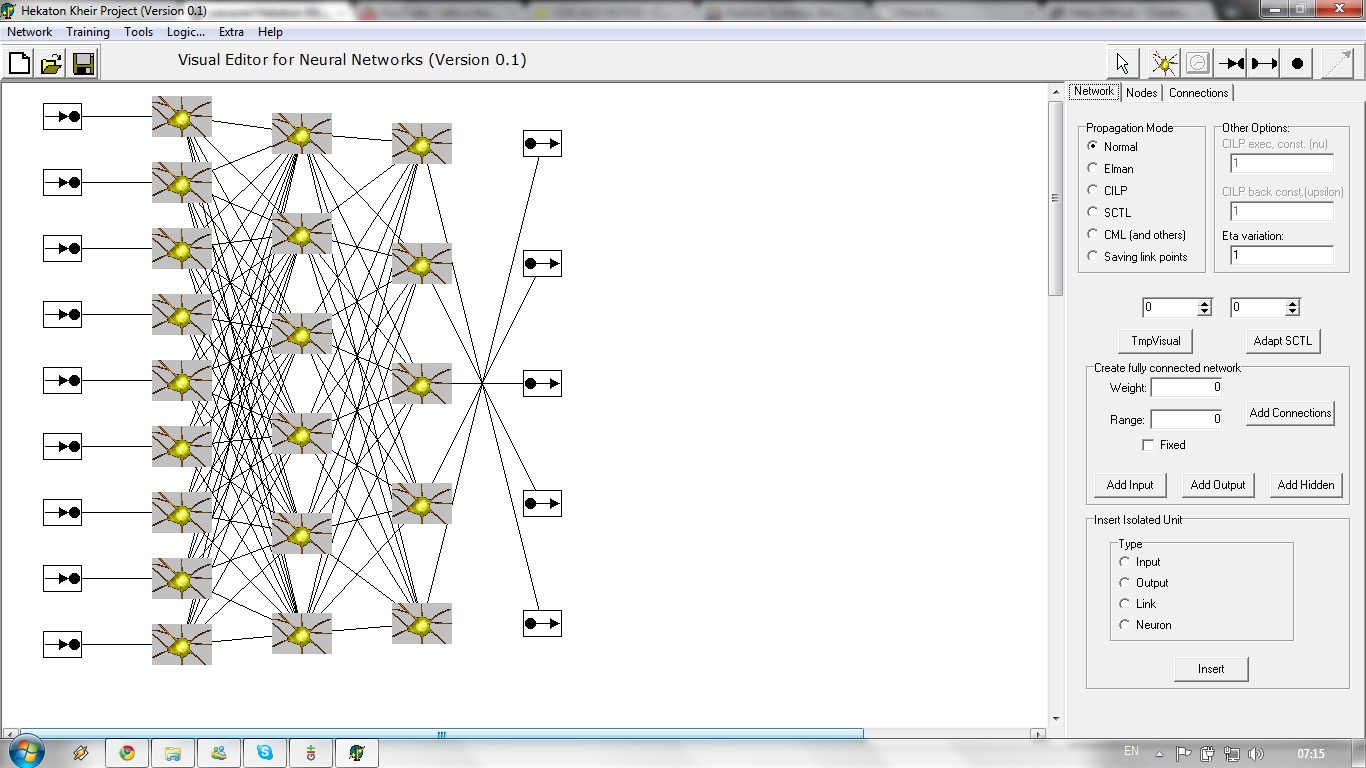 Hekaton Kheir Project (Version 0.1)
Network Training Tools Logic... Extra Help
Visual Editor for Neural Networks (Version 0.1)
Network Nodes Connections
Propagation Mode
Normal
Elman
CILP
SCTL
CML (and others)
Saving link points
Other Options:
CILP exec, const. (nu)
1
CILP back const.(upsilon)
1
Eta variation:
1
0 0
TmpVisual Adapt SCTL
Create fully connected network
Weight: 0
Range: 0
Add Connections
Fixed
Add Input Add Output Add Hidden
Insert Isolated Unit
Type
Input
Output
Link
Neuron
Insert
EN 07:15